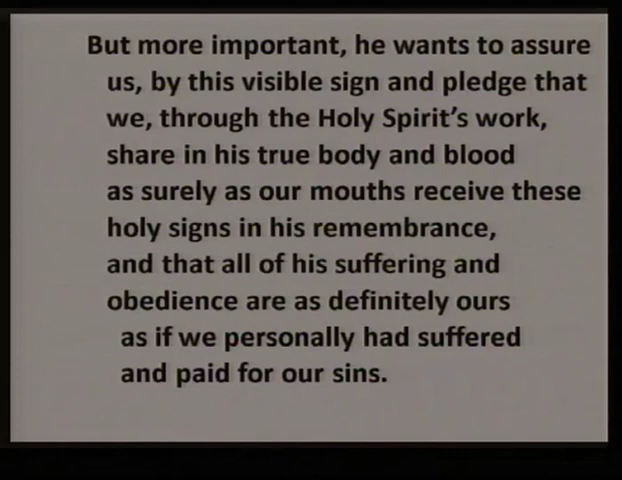 But more important, he wants to assure
us, by this visible sign and pledge that
we, through the Holy Spirit’s work,
share in his true body and blood
as surely as our mouths receive these
holy signs in his remembrance,
and that all of his suffering and
obedience are as definitely ours
as if we personally had suffered
and paid for our sins.